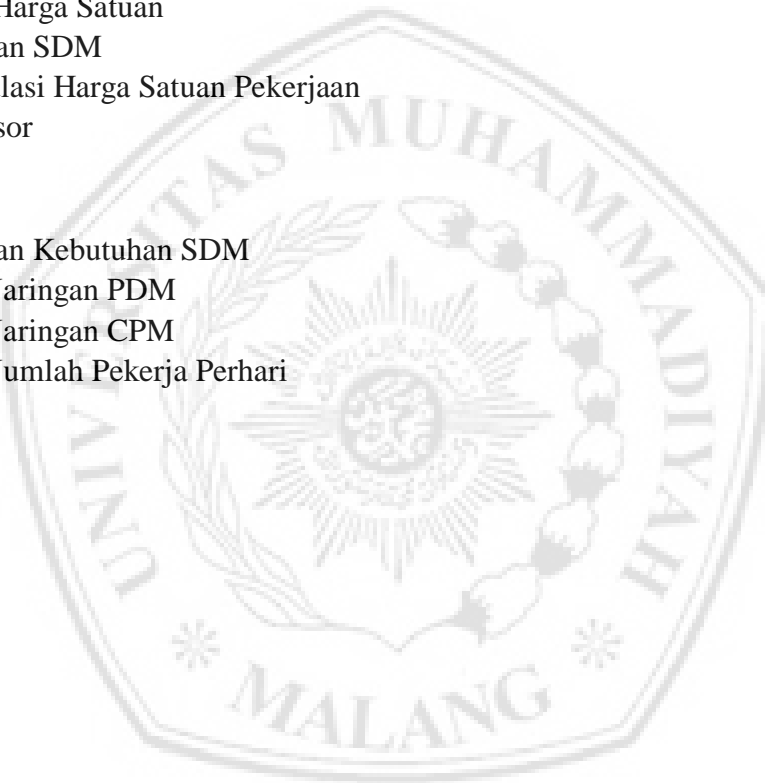 Harga Satuan
an SDM
lasi Harga Satuan Pekerjaan
sor
an Kebutuhan SDM
Jaringan PDM
Jaringan CPM
Jumlah Pekerja Perhari
UNIVERSITAS MUHAMMADIYAH
MALANG